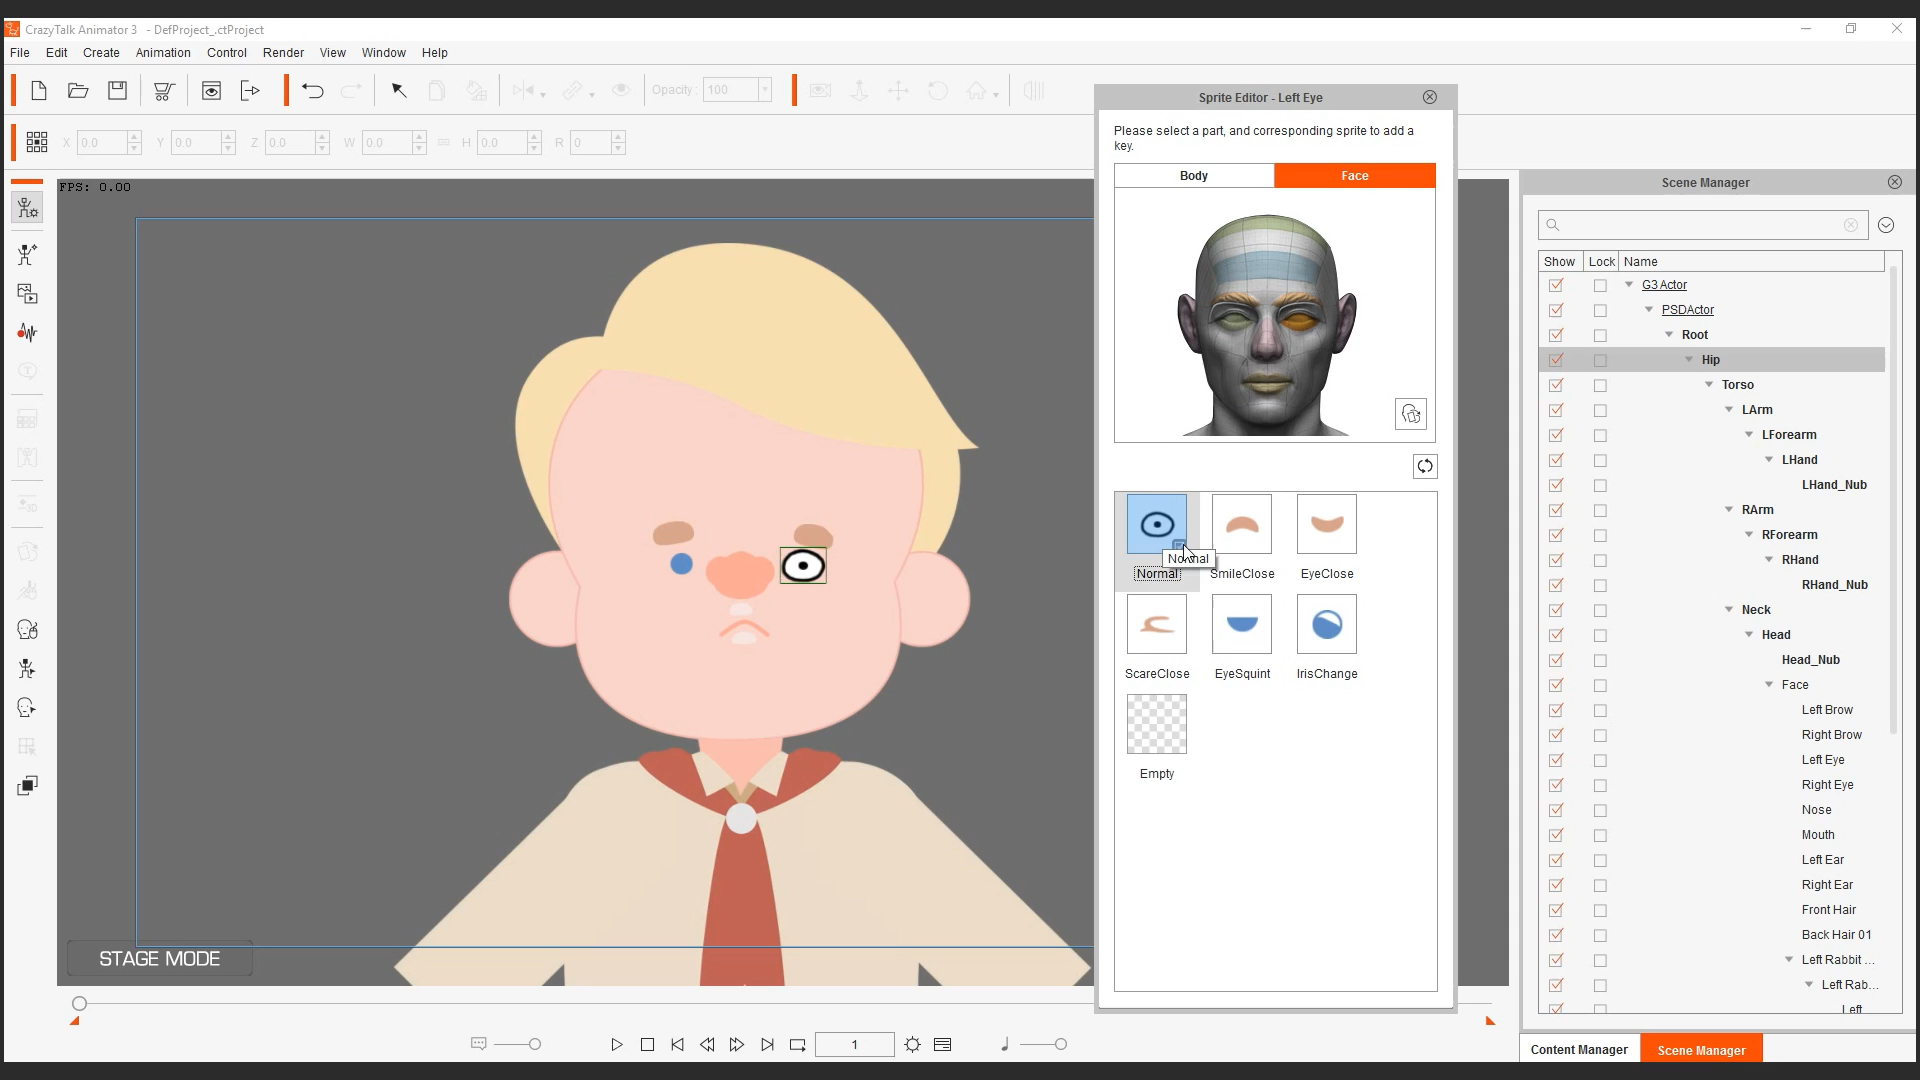 CrazyTalk Animator 3 - DefProject_.ctProject
File Edit Create Animation Control Render View Window Help
Opacity: 100
X 0.0 Y 0.0 Z 0.0 W 0.0 H 0.0 R 0
FPS: 0.00
STAGE MODE
1
Sprite Editor - Left Eye
Please select a part, and corresponding sprite to add a
key.
Body Face
Normal
Normal SmileClose EyeClose
ScareClose EyeSquint IrisChange
Empty
Scene Manager
Show Lock Name
G3 Actor
PSDActor
Root
Hip
Torso
LArm
LForearm
LHand
LHand_Nub
RArm
RForearm
RHand
RHand_Nub
Neck
Head
Head_Nub
Face
Left Brow
Right Brow
Left Eye
Right Eye
Nose
Mouth
Left Ear
Right Ear
Front Hair
Back Hair 01
Left Rabbit ...
Left Rab...
Left
Content Manager Scene Manager